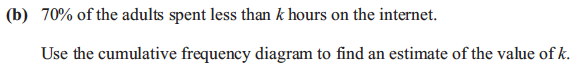 (b) 70% of the adults spent less than k hours on the internet.
Use the cumulative frequency diagram to find an estimate of the value of k.